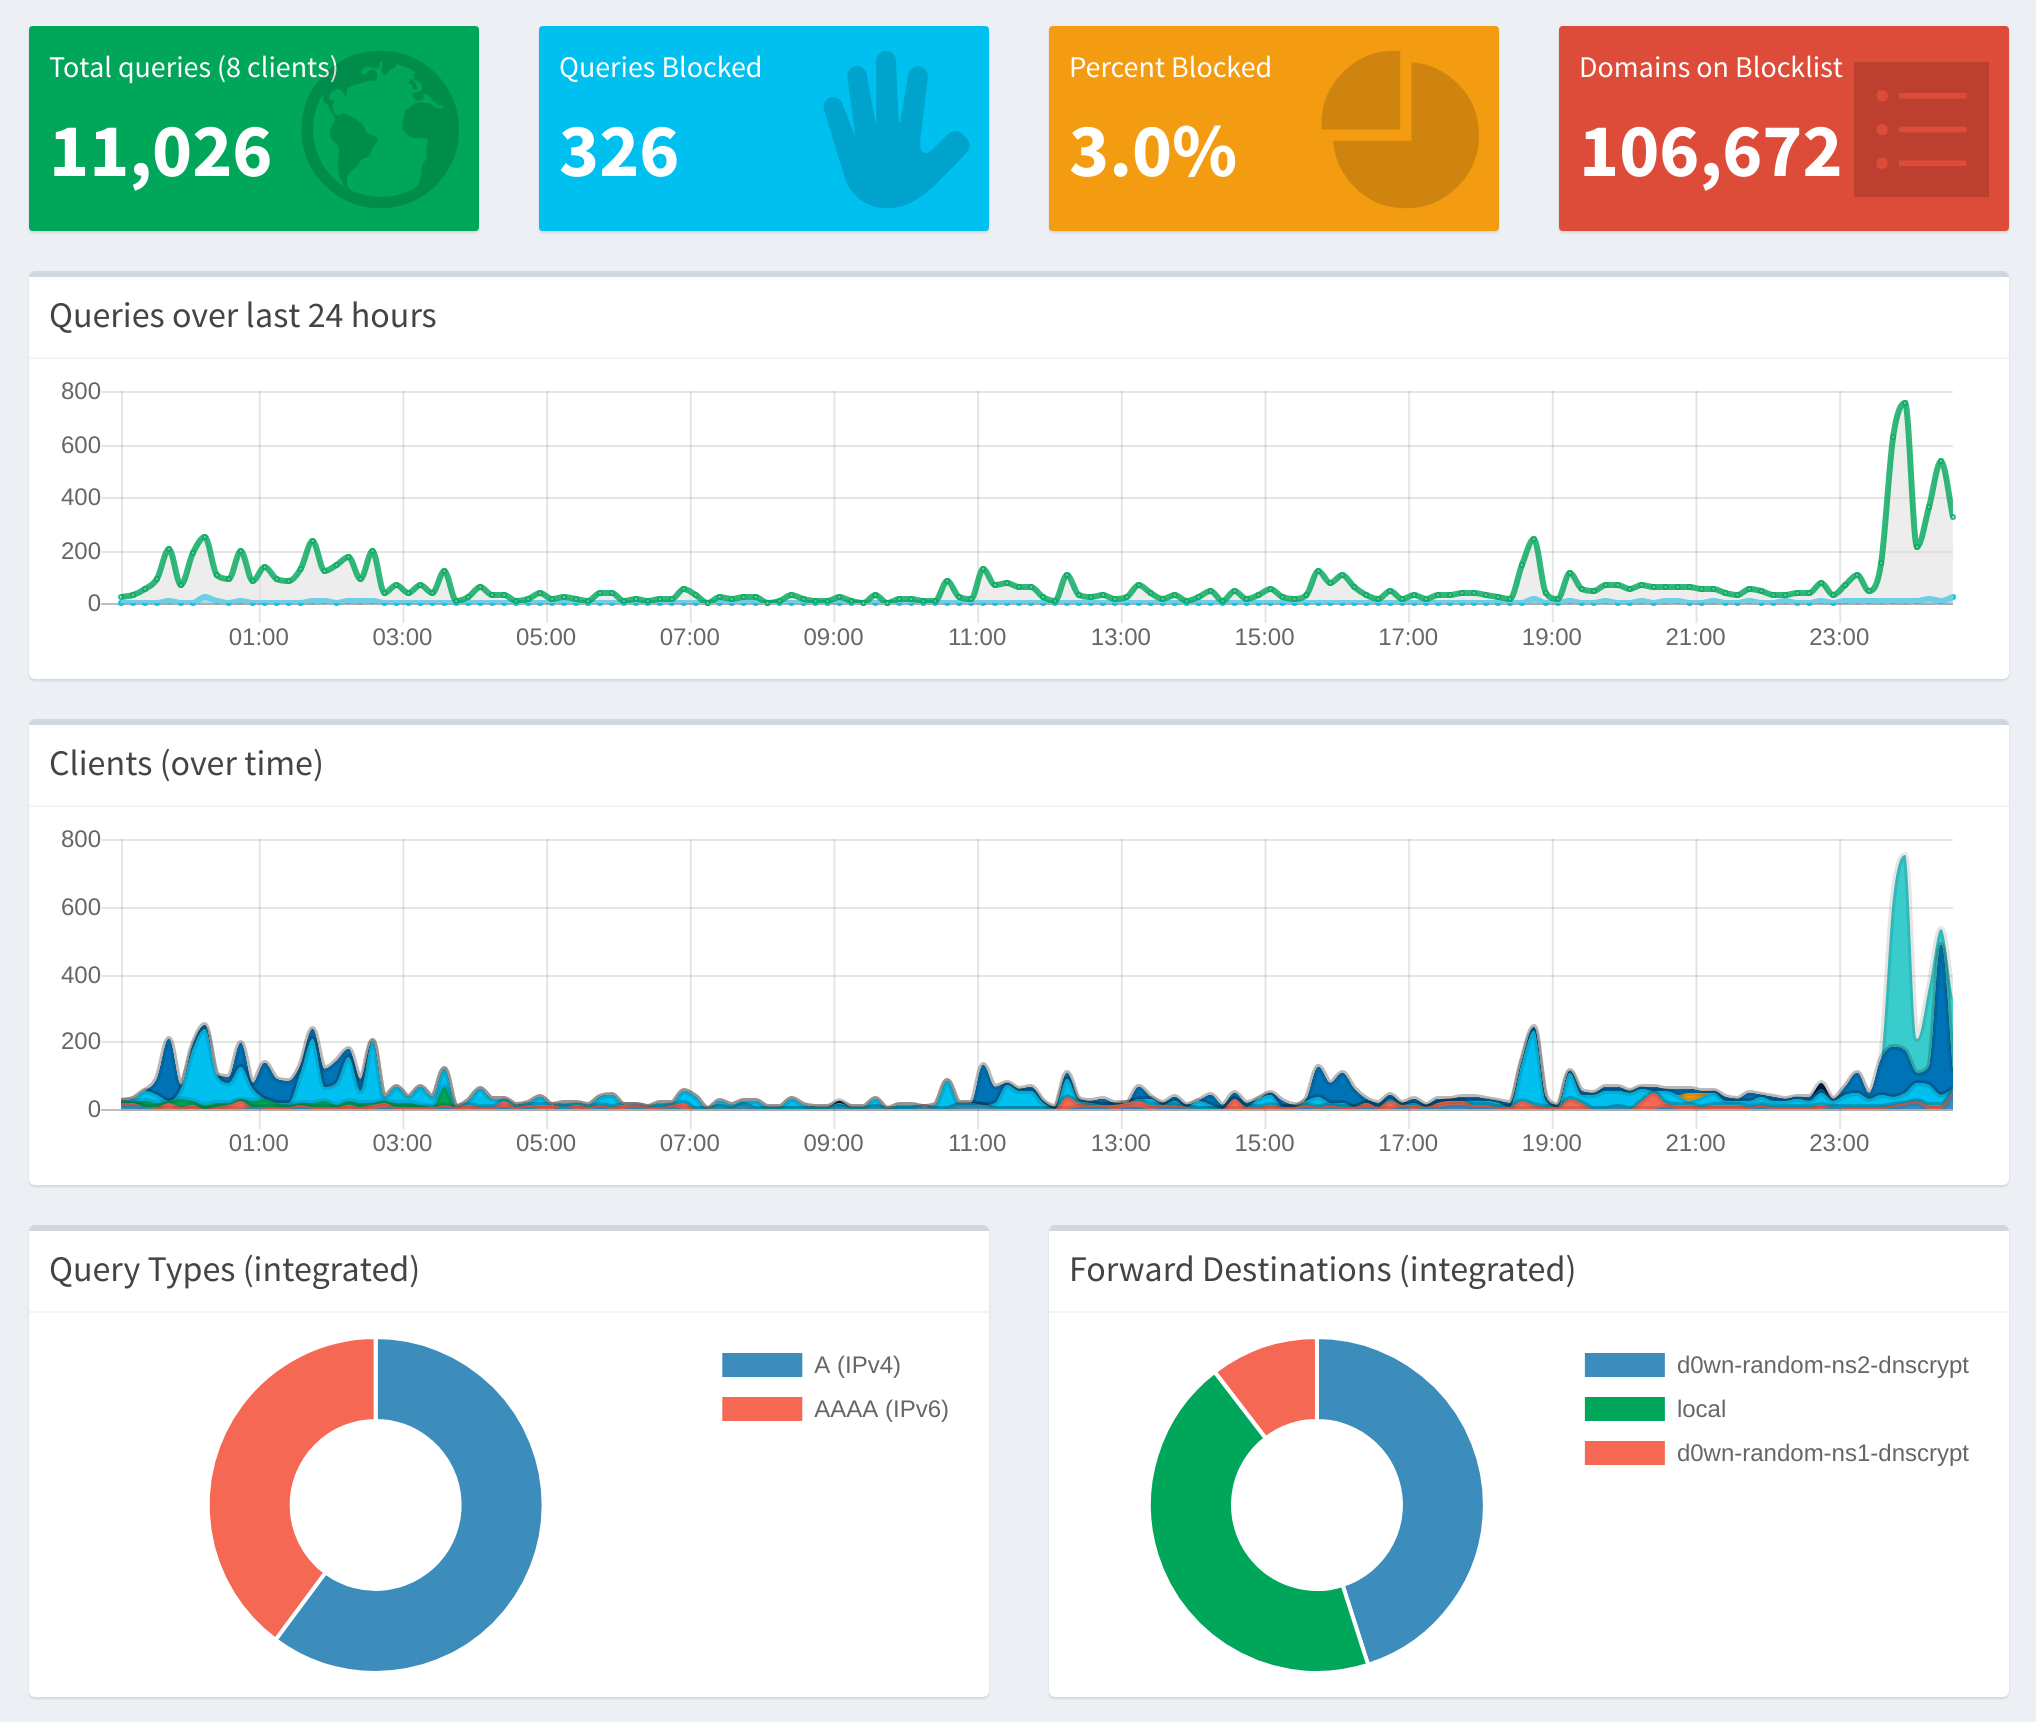 Total queries (8 clients)
11,026
Queries Blocked
326
Percent Blocked
3.0%
Domains on Blocklist
106,672
Queries over last 24 hours
800
600
400
200
0
01:00 03:00 05:00 07:00 09:00 11:00 13:00 15:00 17:00 19:00 21:00 23:00
Clients (over time)
800
600
400
200
0
01:00 03:00 05:00 07:00 09:00 11:00 13:00 15:00 17:00 19:00 21:00 23:00
Query Types (integrated)
A (IPv4)
AAAA (IPv6)
Forward Destinations (integrated)
d0wn-random-ns2-dnscrypt
local
d0wn-random-ns1-dnscrypt